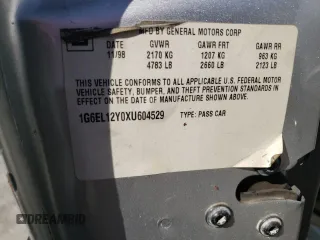 MFD BY GENERAL MOTORS CORP
DATE GVWR GAWR FRT GAWR RR
11/98 2170 KG 1207 KG 963 KG
4783 LB 2660 LB 2123 LB
THIS VEHICLE CONFORMS TO ALL APPLICABLE U.S. FEDERAL MOTOR
VEHICLE SAFETY, BUMPER, AND THEFT PREVENTION STANDARDS IN
EFFECT ON THE DATE OF MANUFACTURE SHOWN ABOVE.
1G6EL12Y0XU604529 TYPE: PASS CAR
AUTOBIDMASTER